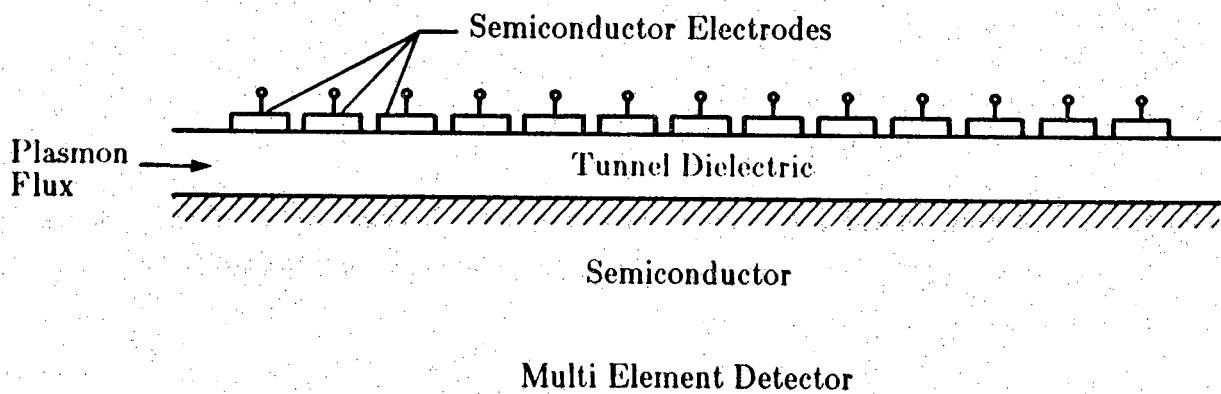 Semiconductor Electrodes
Plasmon
Flux
Tunnel Dielectric
Semiconductor
Multi Element Detector